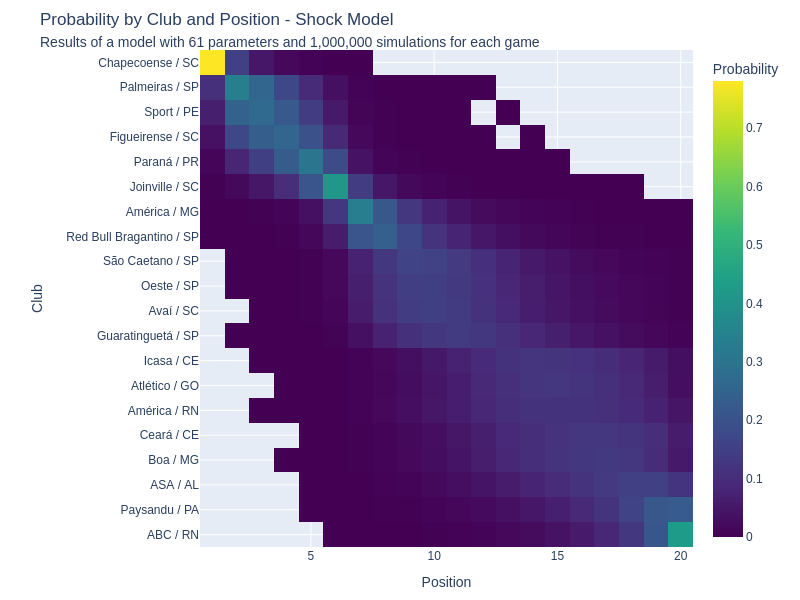 Probability by Club and Position - Shock Model
Results of a model with 61 parameters and 1,000,000 simulations for each game
Probability
0.7
0.6
0.5
0.4
0.3
0.2
0.1
0
Club
Chapecoense / SC
Palmeiras / SP
Sport / PE
Figueirense / SC
Paraná / PR
Joinville / SC
América / MG
Red Bull Bragantino / SP
São Caetano / SP
Oeste / SP
Avaí / SC
Guaratinguetá / SP
Icasa / CE
Atlético / GO
América / RN
Ceará / CE
Boa / MG
ASA / AL
Paysandu / PA
ABC / RN
5 10 15 20
Position